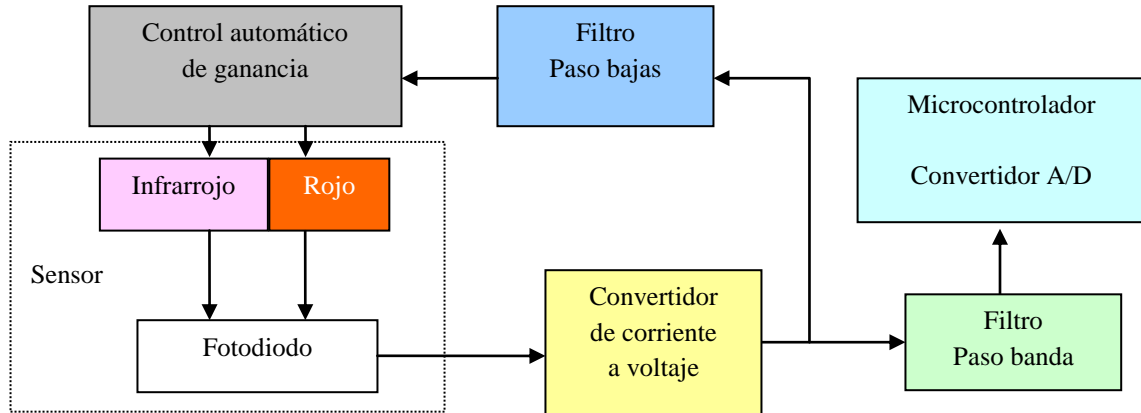 Control automático
de ganancia
Filtro
Paso bajas
Microcontrolador
Convertidor A/D
Infrarrojo
Rojo
Sensor
Fotodiodo
Convertidor
de corriente
a voltaje
Filtro
Paso banda